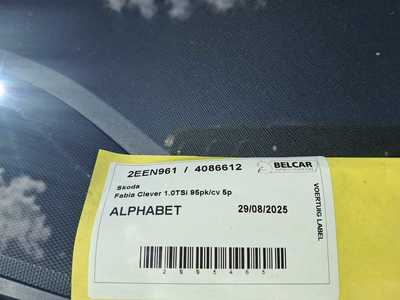 2EEN961 / 4086612
BELCAR
Skoda
Fabia Clever 1.0TSi 95pk/cv 5p
ALPHABET 29/08/2025
VOERTUIG LABEL